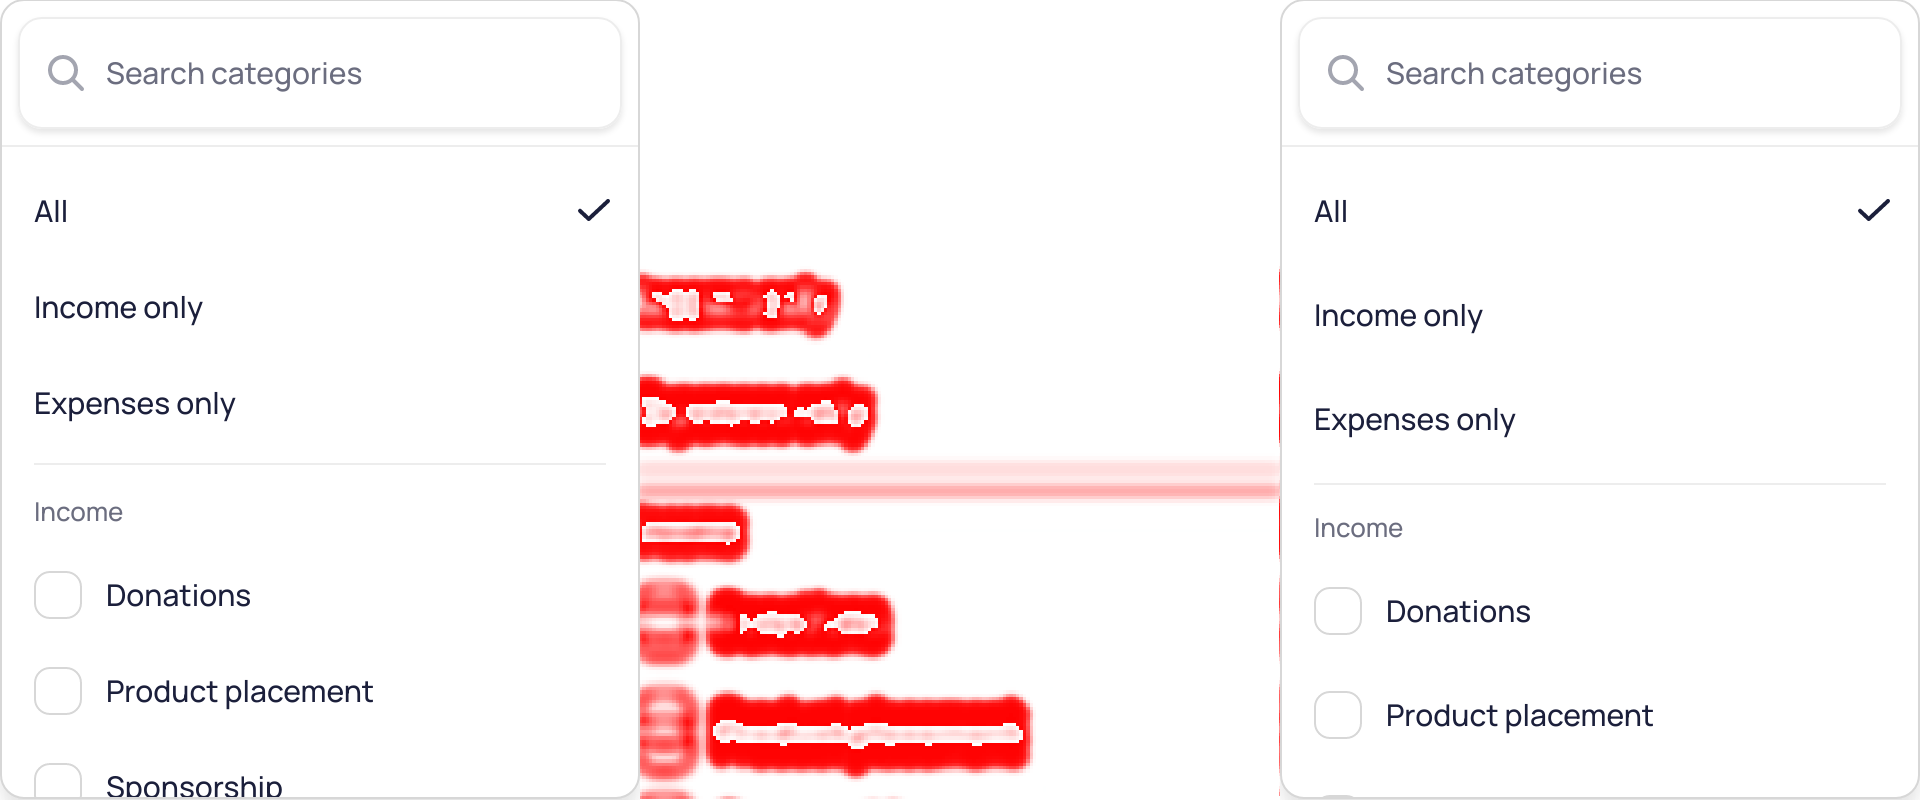 Search categories
All
Income only
Expenses only
Income
Donations
Product placement
Sponsorship
Search categories
All
Income only
Expenses only
Income
Donations
Product placement